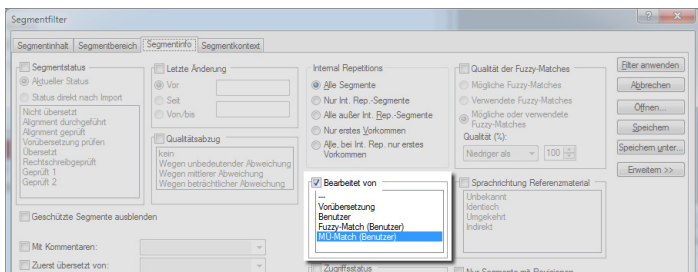 Segmentfilter
Segmentinhalt Segmentbereich Segmentinfo Segmentkontext
Segmentstatus
Aktueller Status
Status direkt nach Import
Nicht übersetzt
Alignment durchgeführt
Alignment geprüft
Vorübersetzung prüfen
Übersetzt
Rechtschreibgeprüft
Geprüft 1
Geprüft 2
Geschützte Segmente ausblenden
Mit Kommentaren:
Zuerst übersetzt von:
Letzte Änderung
Vor
Seit
Von/bis
Qualitätsabzug
kein
Wegen unbedeutender Abweichung
Wegen mittlerer Abweichung
Wegen beträchtlicher Abweichung
Internal Repetitions
Alle Segmente
Nur Int. Rep.-Segmente
Alle außer Int. Rep.-Segmente
Nur erstes Vorkommen
Alle, bei Int. Rep. nur erstes
Vorkommen
Bearbeitet von
---
Vorübersetzung
Benutzer
Fuzzy-Match (Benutzer)
MÜ-Match (Benutzer)
Zugriffsstatus
Qualität der Fuzzy-Matches
Mögliche Fuzzy-Matches
Verwendete Fuzzy-Matches
Mögliche oder verwendete
Fuzzy-Matches
Qualität (%):
Niedriger als 100
Sprachrichtung Referenzmaterial
Unbekannt
Identisch
Umgekehrt
Indirekt
Nur Segmente mit Revisionen
Filter anwenden
Abbrechen
Öffnen...
Speichern
Speichern unter...
Erweitern >>